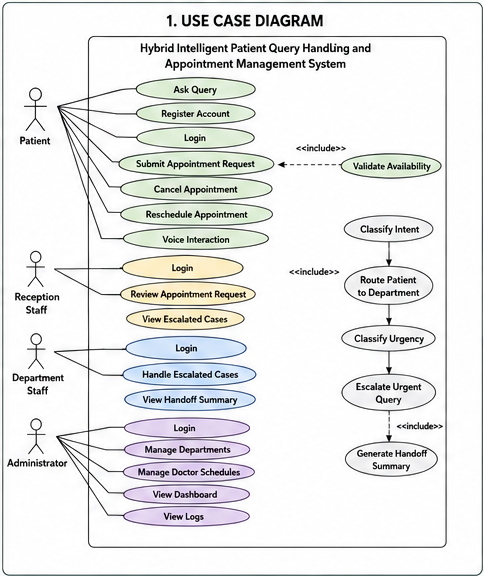 1. USE CASE DIAGRAM
Hybrid Intelligent Patient Query Handling and
Appointment Management System
Patient
Ask Query
Register Account
Login
Submit Appointment Request
Cancel Appointment
Reschedule Appointment
Voice Interaction
<<include>>
Validate Availability
Reception
Staff
Login
Review Appointment Request
View Escalated Cases
Department
Staff
Login
Handle Escalated Cases
View Handoff Summary
Administrator
Login
Manage Departments
Manage Doctor Schedules
View Dashboard
View Logs
Classify Intent
<<include>>
Route Patient
to Department
Classify Urgency
Escalate Urgent
Query
<<include>>
Generate Handoff
Summary